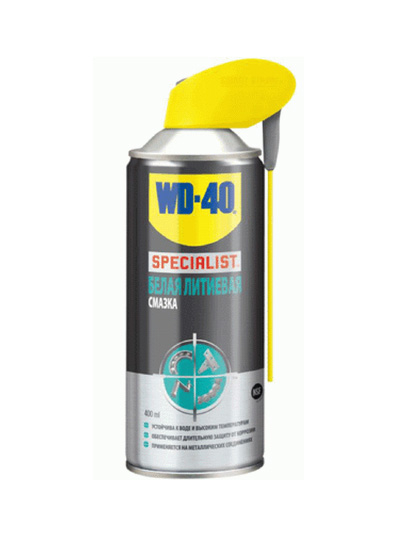 WD-40
SPECIALIST
БЕЛАЯ ЛИТИЕВАЯ
СМАЗКА
400 ml
УСТОЙЧИВА К ВОДЕ И ВЫСОКИМ ТЕМПЕРАТУРАМ
ОБЕСПЕЧИВАЕТ ДЛИТЕЛЬНУЮ ЗАЩИТУ ОТ КОРРОЗИИ
ПРИМЕНЯЕТСЯ НА МЕТАЛЛИЧЕСКИХ СОЕДИНЕНИЯХ
NSF